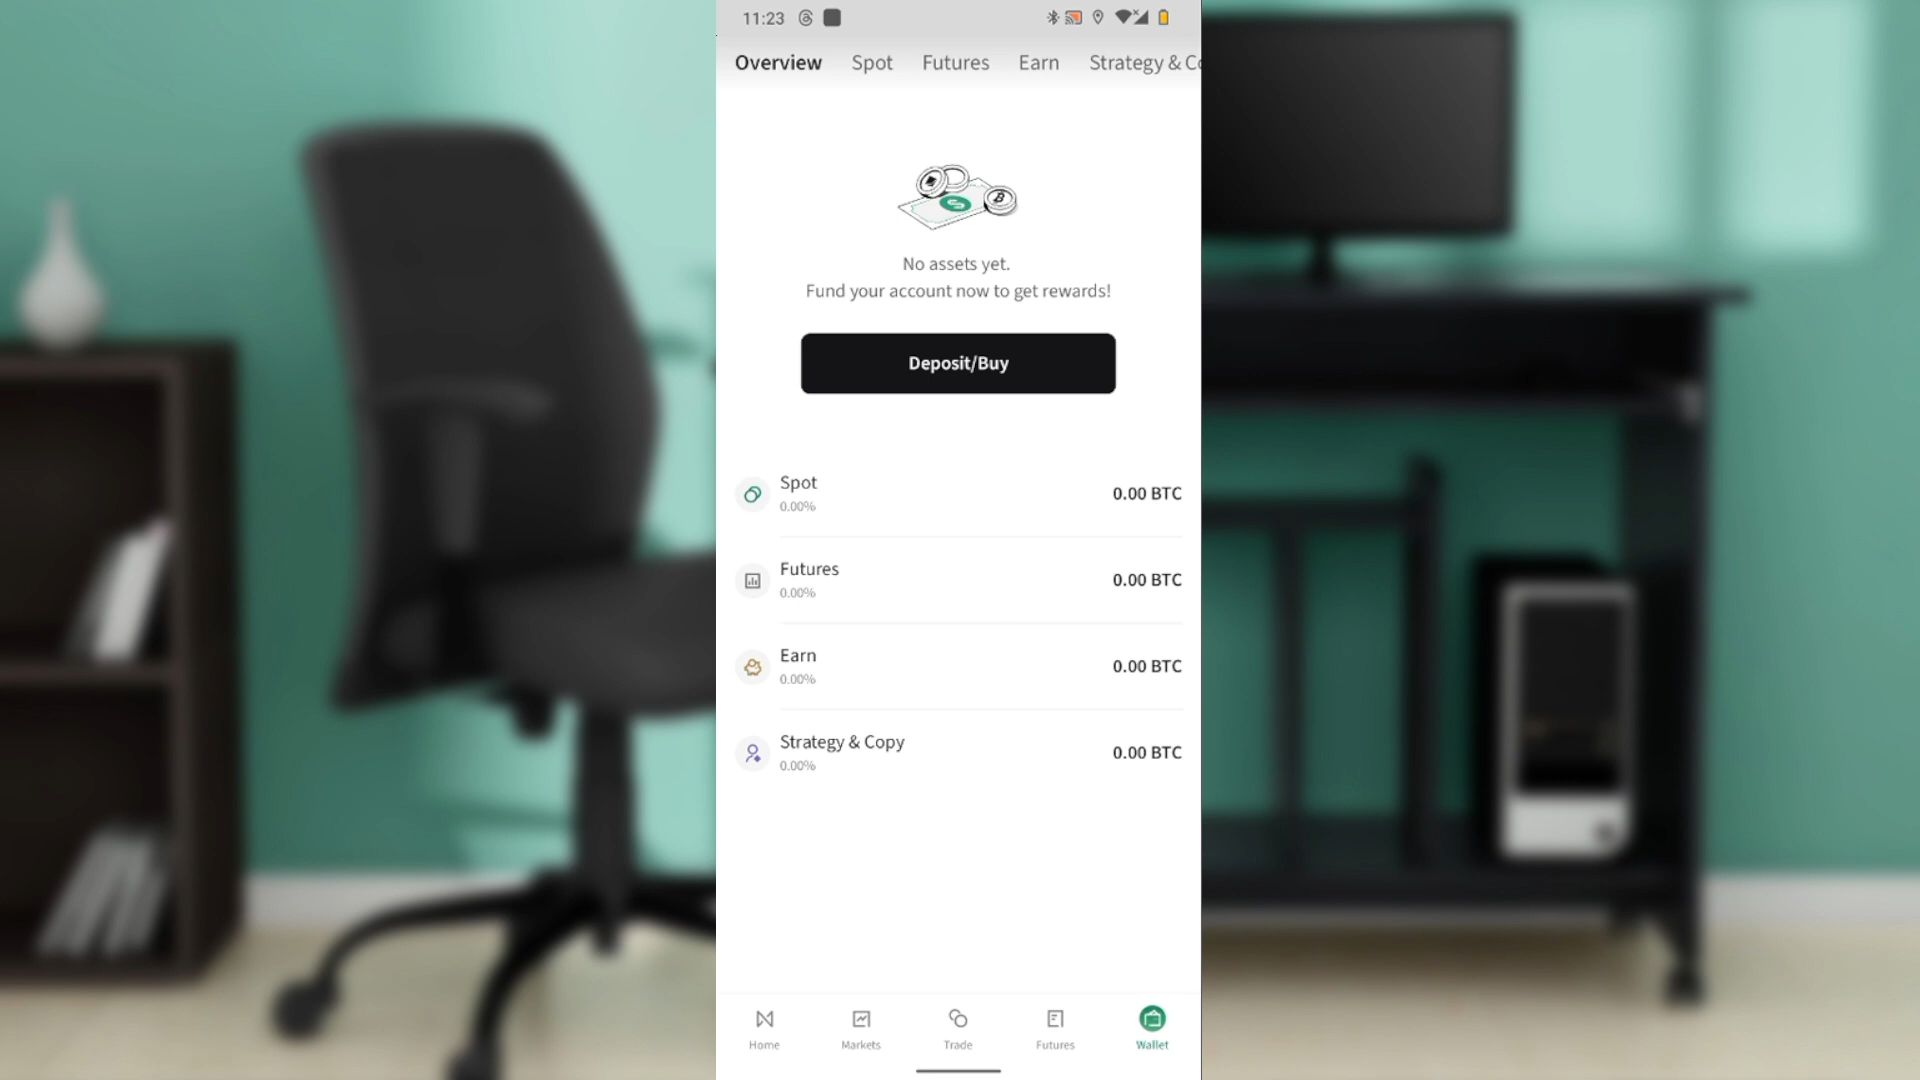 11:23
Overview Spot Futures Earn Strategy & Co
No assets yet.
Fund your account now to get rewards!
Deposit/Buy
Spot
0.00%
0.00 BTC
Futures
0.00%
0.00 BTC
Earn
0.00%
0.00 BTC
Strategy & Copy
0.00%
0.00 BTC
Home Markets Trade Futures Wallet